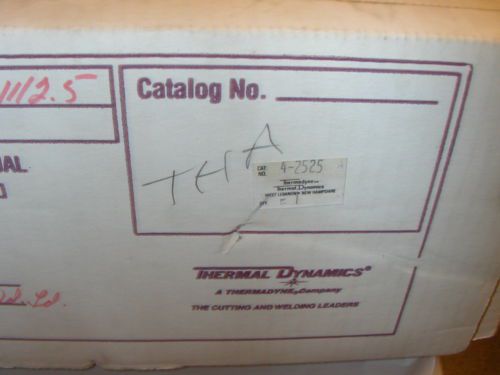 1112.5
Catalog No.
THA
CAT. NO. 4-2525
Thermadyne
Thermal Dynamics
WEST LEBANON, NEW HAMPSHIRE
QTY. 1
THERMAL DYNAMICS®
A THERMADYNE Company
THE CUTTING AND WELDING LEADERS